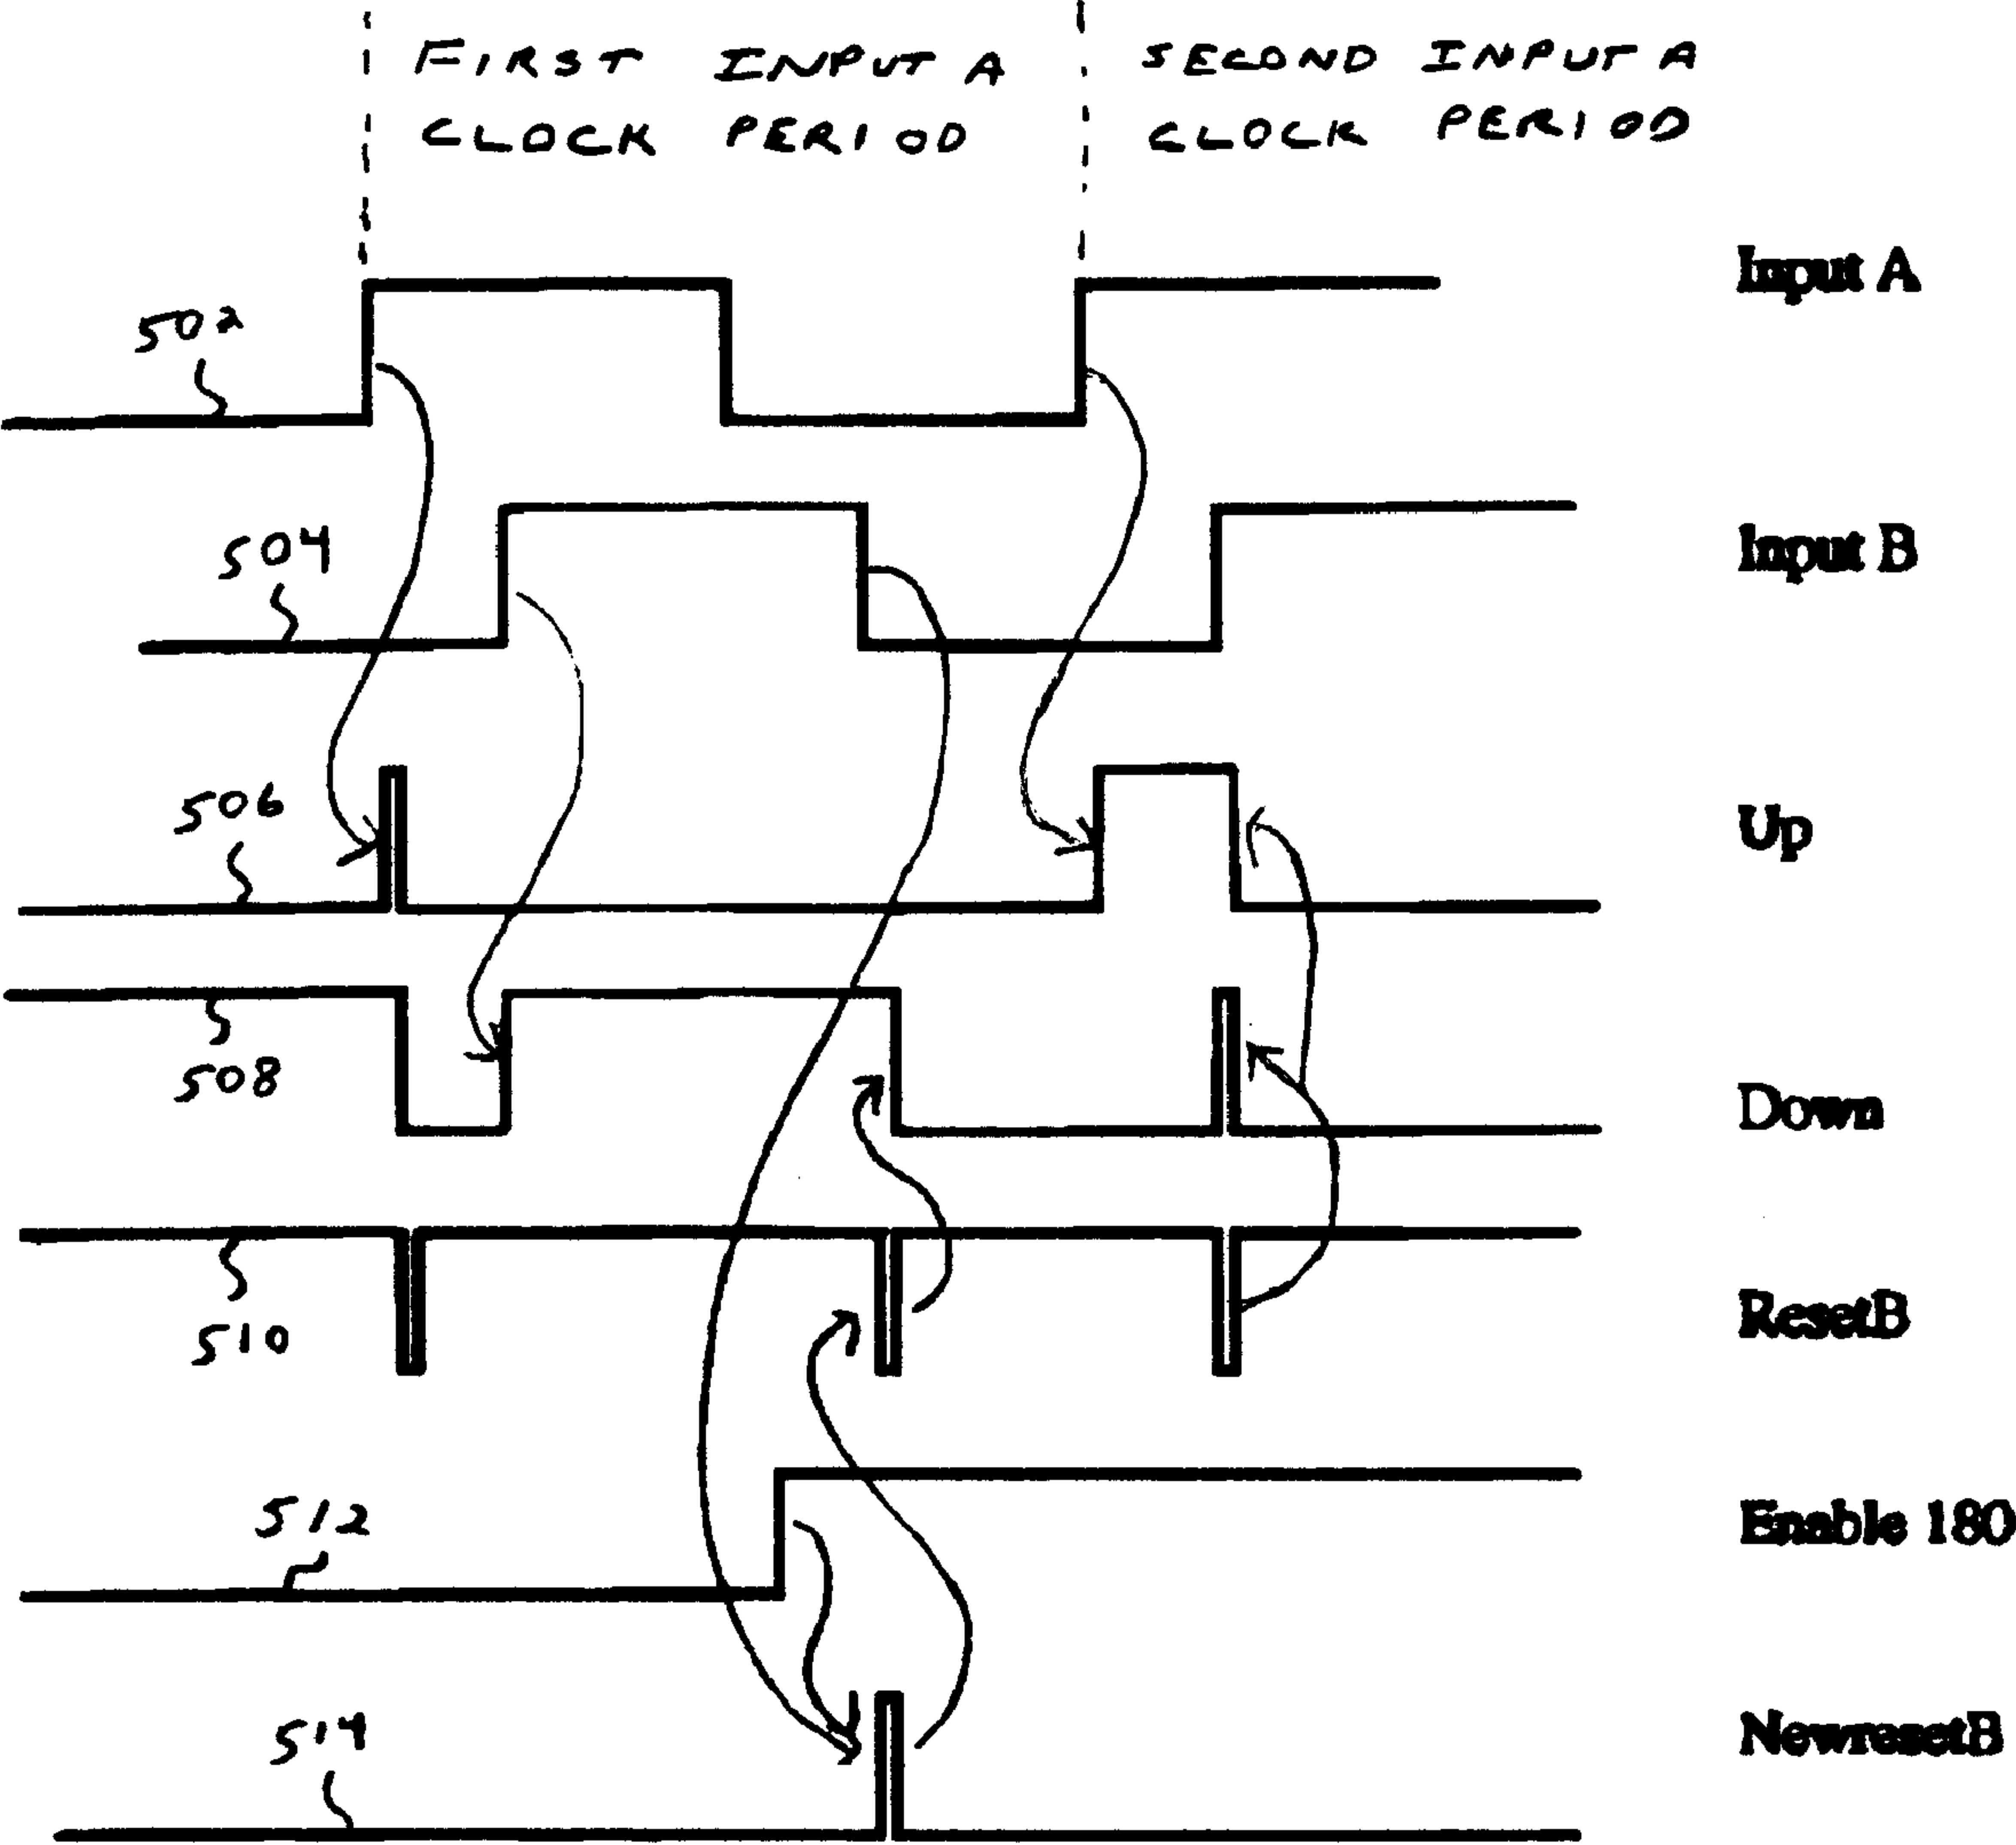 FIRST INPUT A
CLOCK PERIOD
SECOND INPUT A
CLOCK PERIOD
Input A
502
Input B
504
Up
506
508
Down
ResetB
510
Enable 180
512
NewresetB
514